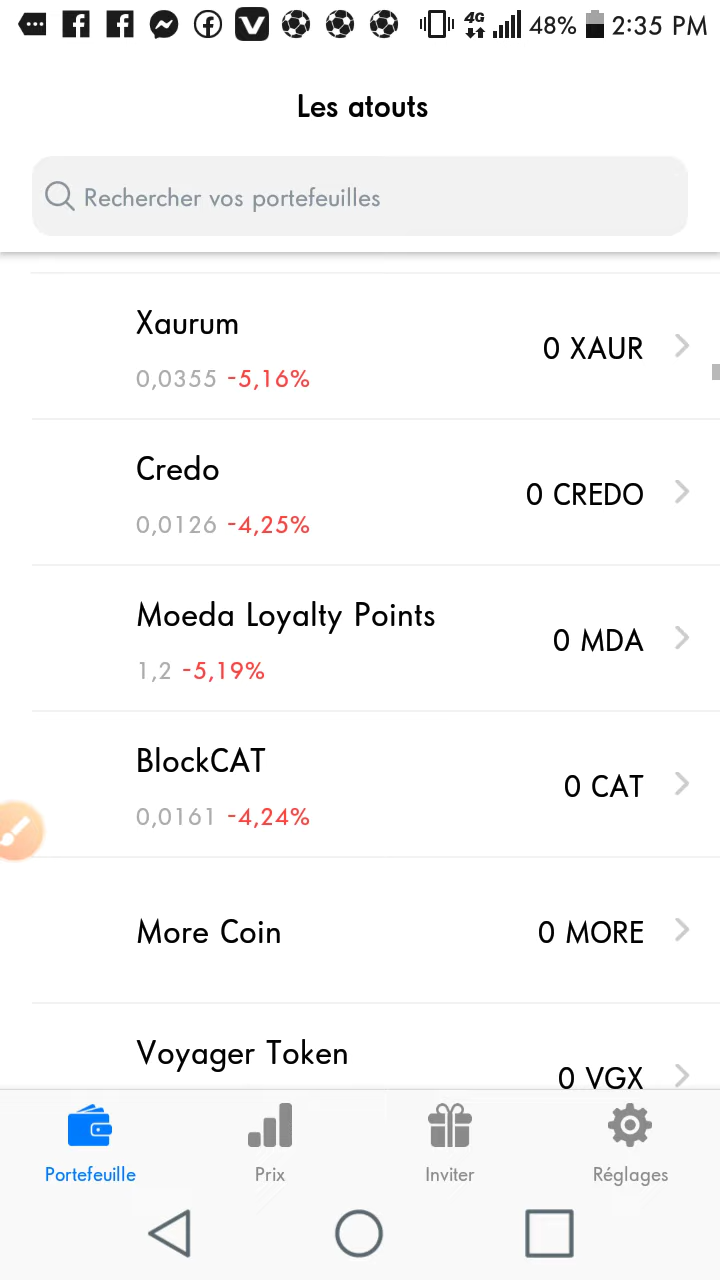 4G 48% 2:35 PM
Les atouts
Rechercher vos portefeuilles
Xaurum
0 XAUR
0,0355 -5,16%
Credo
0 CREDO
0,0126 -4,25%
Moeda Loyalty Points
0 MDA
1,2 -5,19%
BlockCAT
0 CAT
0,0161 -4,24%
More Coin
0 MORE
Voyager Token
0 VGX
Portefeuille Prix Inviter Réglages